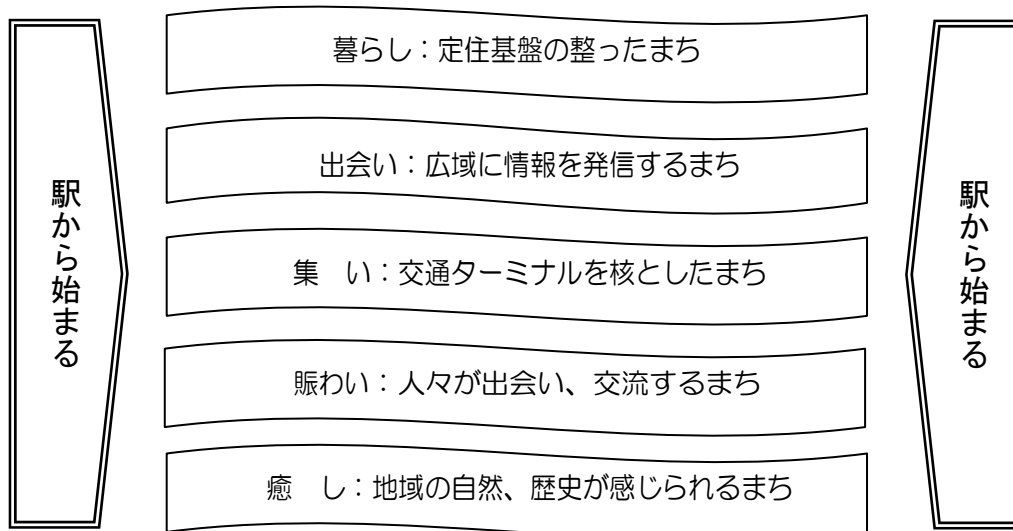 駅から始まる
暮らし：定住基盤の整ったまち
出会い：広域に情報を発信するまち
集　い：交通ターミナルを核としたまち
賑わい：人々が出会い、交流するまち
癒　し：地域の自然、歴史が感じられるまち
駅から始まる